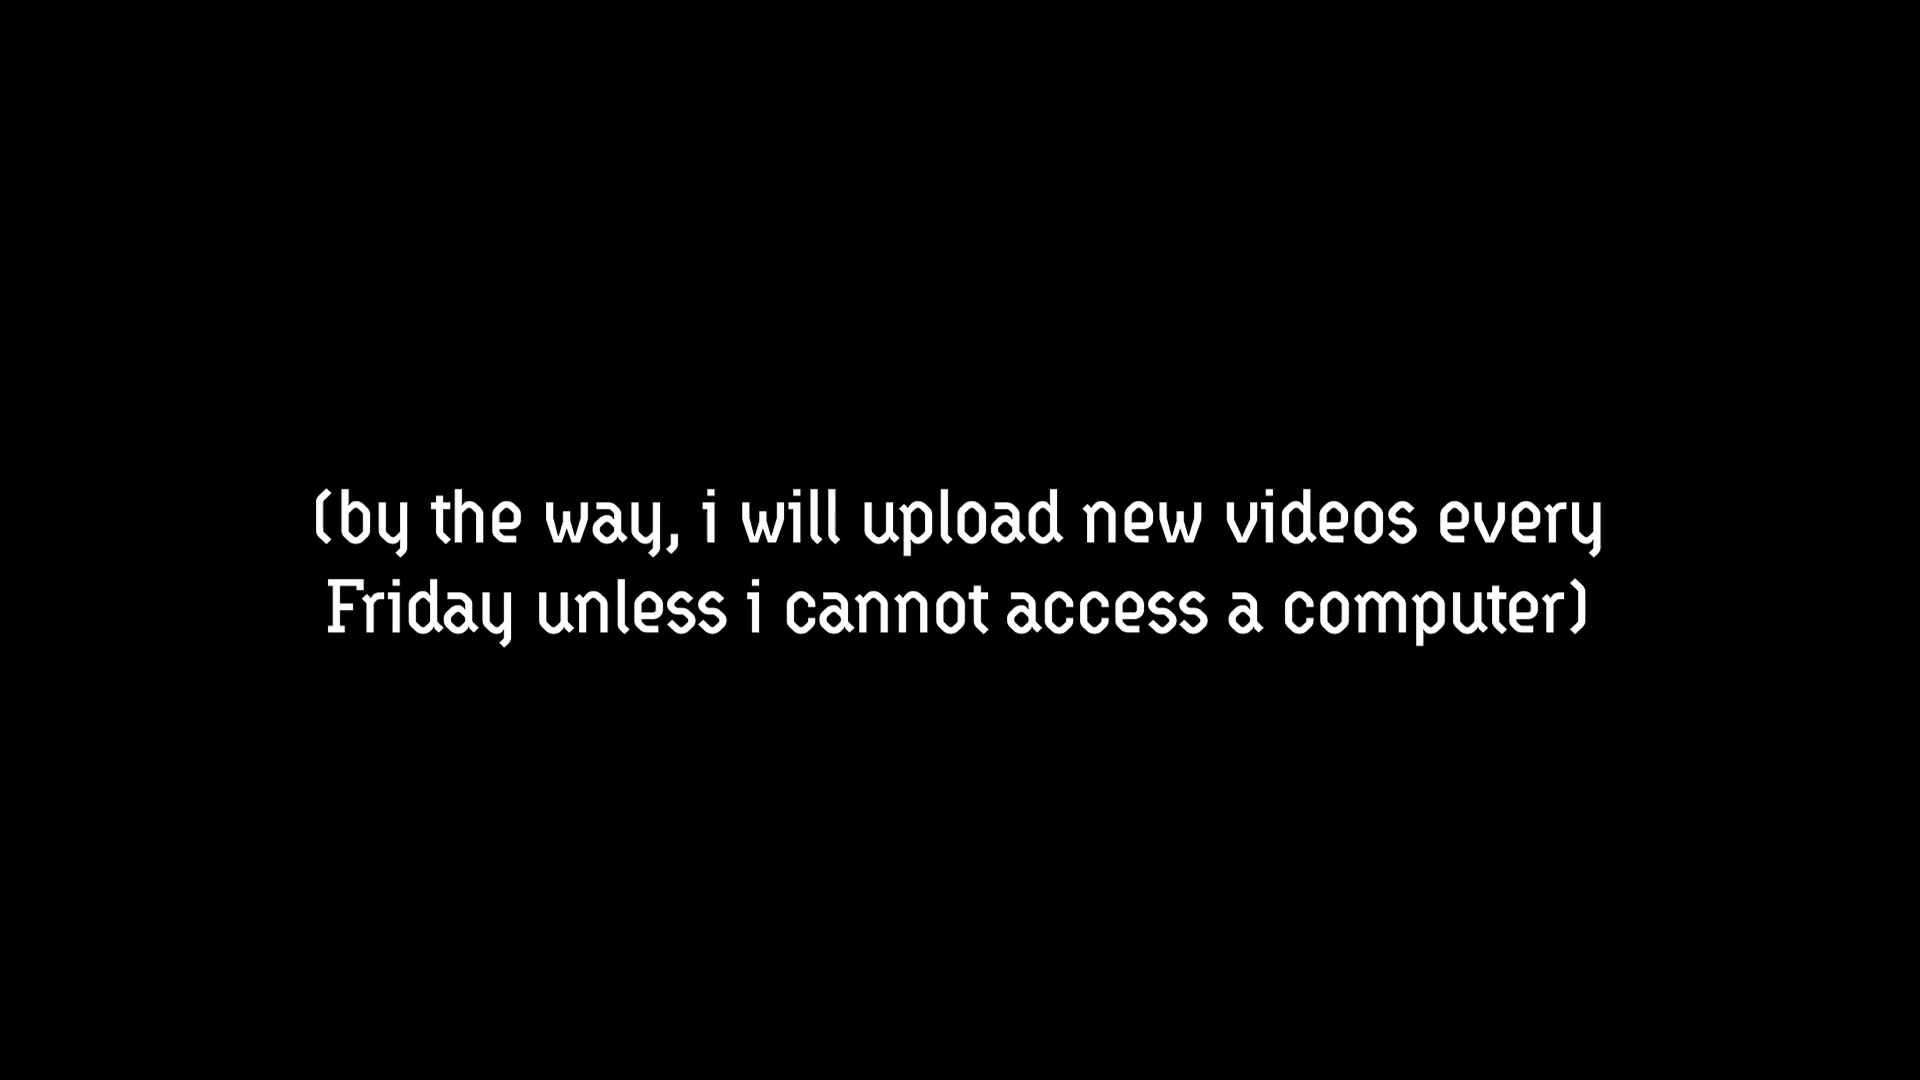 (by the way, i will upload new videos every
Friday unless i cannot access a computer)